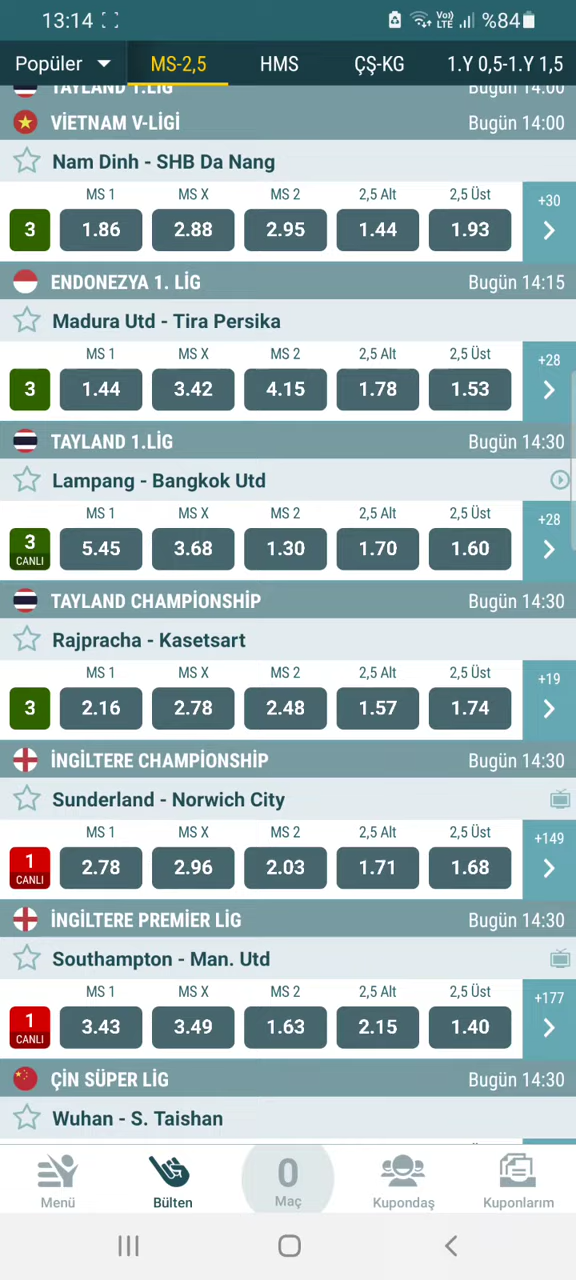 13:14
Vo)) LTE %84
Popüler MS-2,5 HMS ÇŞ-KG 1.Y 0,5-1.Y 1,5
TAYLAND 1.LİG Bugün 14:00
VİETNAM V-LİGİ Bugün 14:00
Nam Dinh - SHB Da Nang
MS 1 MS X MS 2 2,5 Alt 2,5 Üst +30
3 1.86 2.88 2.95 1.44 1.93
ENDONEZYA 1. LİG Bugün 14:15
Madura Utd - Tira Persika
MS 1 MS X MS 2 2,5 Alt 2,5 Üst +28
3 1.44 3.42 4.15 1.78 1.53
TAYLAND 1.LİG Bugün 14:30
Lampang - Bangkok Utd
MS 1 MS X MS 2 2,5 Alt 2,5 Üst +28
3 5.45 3.68 1.30 1.70 1.60
CANLI
TAYLAND CHAMPİONSHİP Bugün 14:30
Rajpracha - Kasetsart
MS 1 MS X MS 2 2,5 Alt 2,5 Üst +19
3 2.16 2.78 2.48 1.57 1.74
İNGİLTERE CHAMPİONSHİP Bugün 14:30
Sunderland - Norwich City
MS 1 MS X MS 2 2,5 Alt 2,5 Üst +149
1 2.78 2.96 2.03 1.71 1.68
CANLI
İNGİLTERE PREMİER LİG Bugün 14:30
Southampton - Man. Utd
MS 1 MS X MS 2 2,5 Alt 2,5 Üst +177
1 3.43 3.49 1.63 2.15 1.40
CANLI
ÇİN SÜPER LİG Bugün 14:30
Wuhan - S. Taishan
0
Menü Bülten Maç Kupondaş Kuponlarım